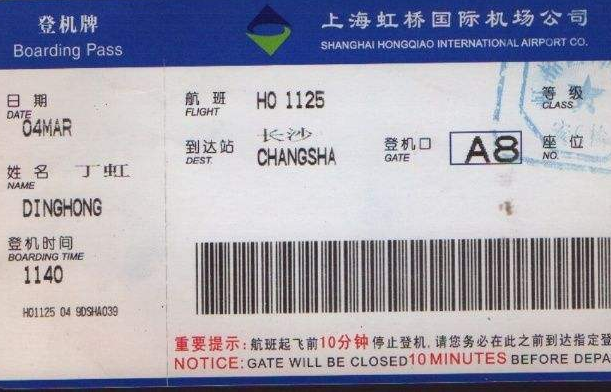 登机牌
Boarding Pass
上海虹桥国际机场公司
SHANGHAI HONGQIAO INTERNATIONAL AIRPORT CO.
日期
DATE
04MAR
姓名 丁虹
NAME
DINGHONG
登机时间
BOARDING TIME
1140
HO1125 04 9DSHA039
航班 HO 1125
FLIGHT
到达站 长沙
DEST. CHANGSHA
登机口 A8
GATE
等级
CLASS
座位
NO.
重要提示: 航班起飞前10分钟停止登机, 请您务必在此之前到达指定登
NOTICE: GATE WILL BE CLOSED 10 MINUTES BEFORE DEPA